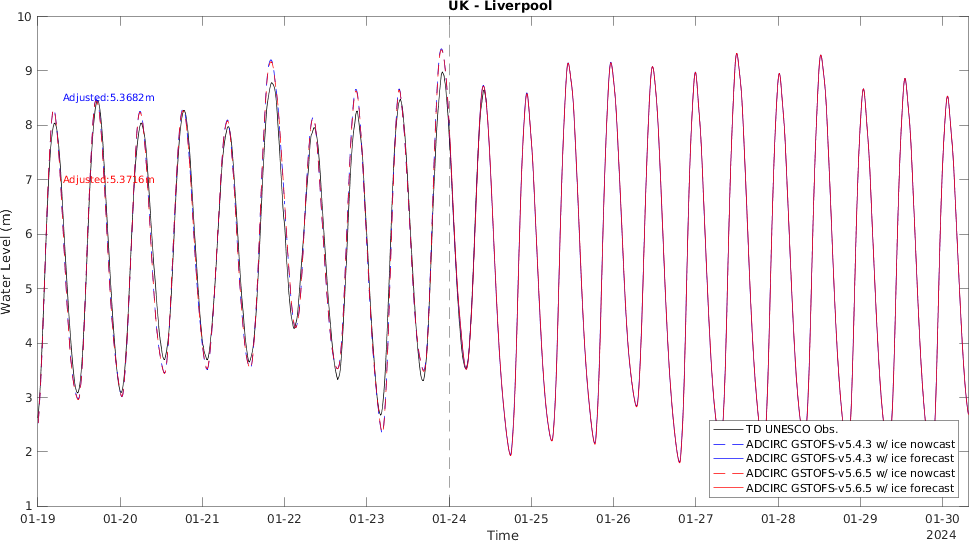 UK - Liverpool
10
9
8
7
6
5
4
3
2
1
Water Level (m)
Adjusted:5.3682m
Adjusted:5.3716m
TD UNESCO Obs.
ADCIRC GSTOFS-v5.4.3 w/ ice nowcast
ADCIRC GSTOFS-v5.4.3 w/ ice forecast
ADCIRC GSTOFS-v5.6.5 w/ ice nowcast
ADCIRC GSTOFS-v5.6.5 w/ ice forecast
01-19 01-20 01-21 01-22 01-23 01-24 01-25 01-26 01-27 01-28 01-29 01-30
Time
2024